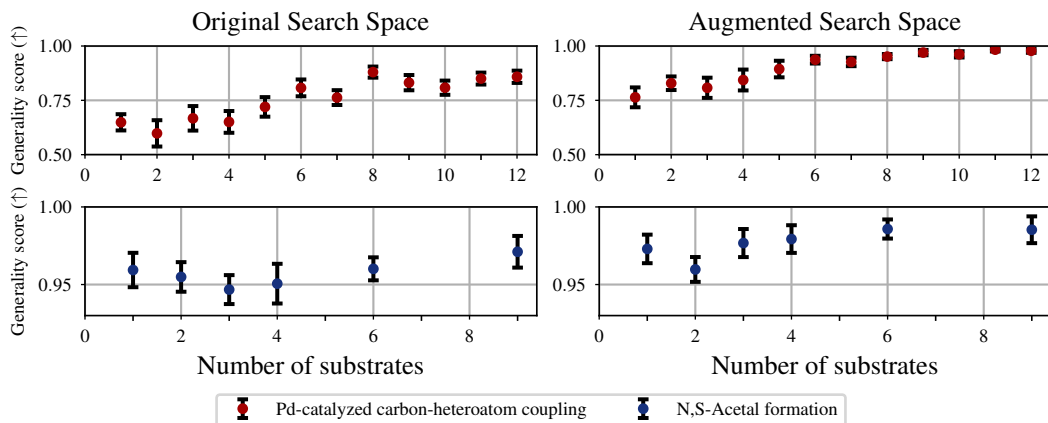 Original Search Space
Augmented Search Space
Generality score (↑)
1.00
0.75
0.50
0 2 4 6 8 10 12
0 2 4 6 8 10 12
Generality score (↑)
1.00
0.95
0 2 4 6 8
0 2 4 6 8
1.00
0.75
0.50
1.00
0.95
Number of substrates
Number of substrates
Pd-catalyzed carbon-heteroatom coupling
N,S-Acetal formation